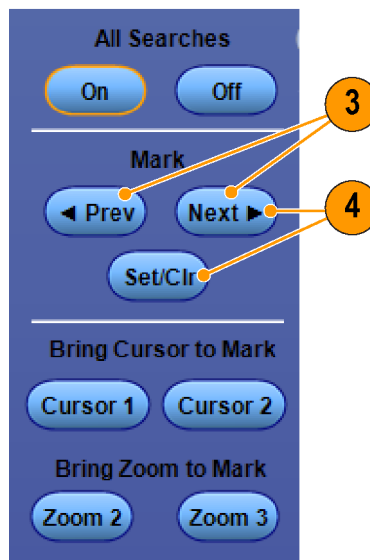 All Searches
On Off
3
Mark
◄ Prev Next ►
4
Set/Clr
Bring Cursor to Mark
Cursor 1 Cursor 2
Bring Zoom to Mark
Zoom 2 Zoom 3